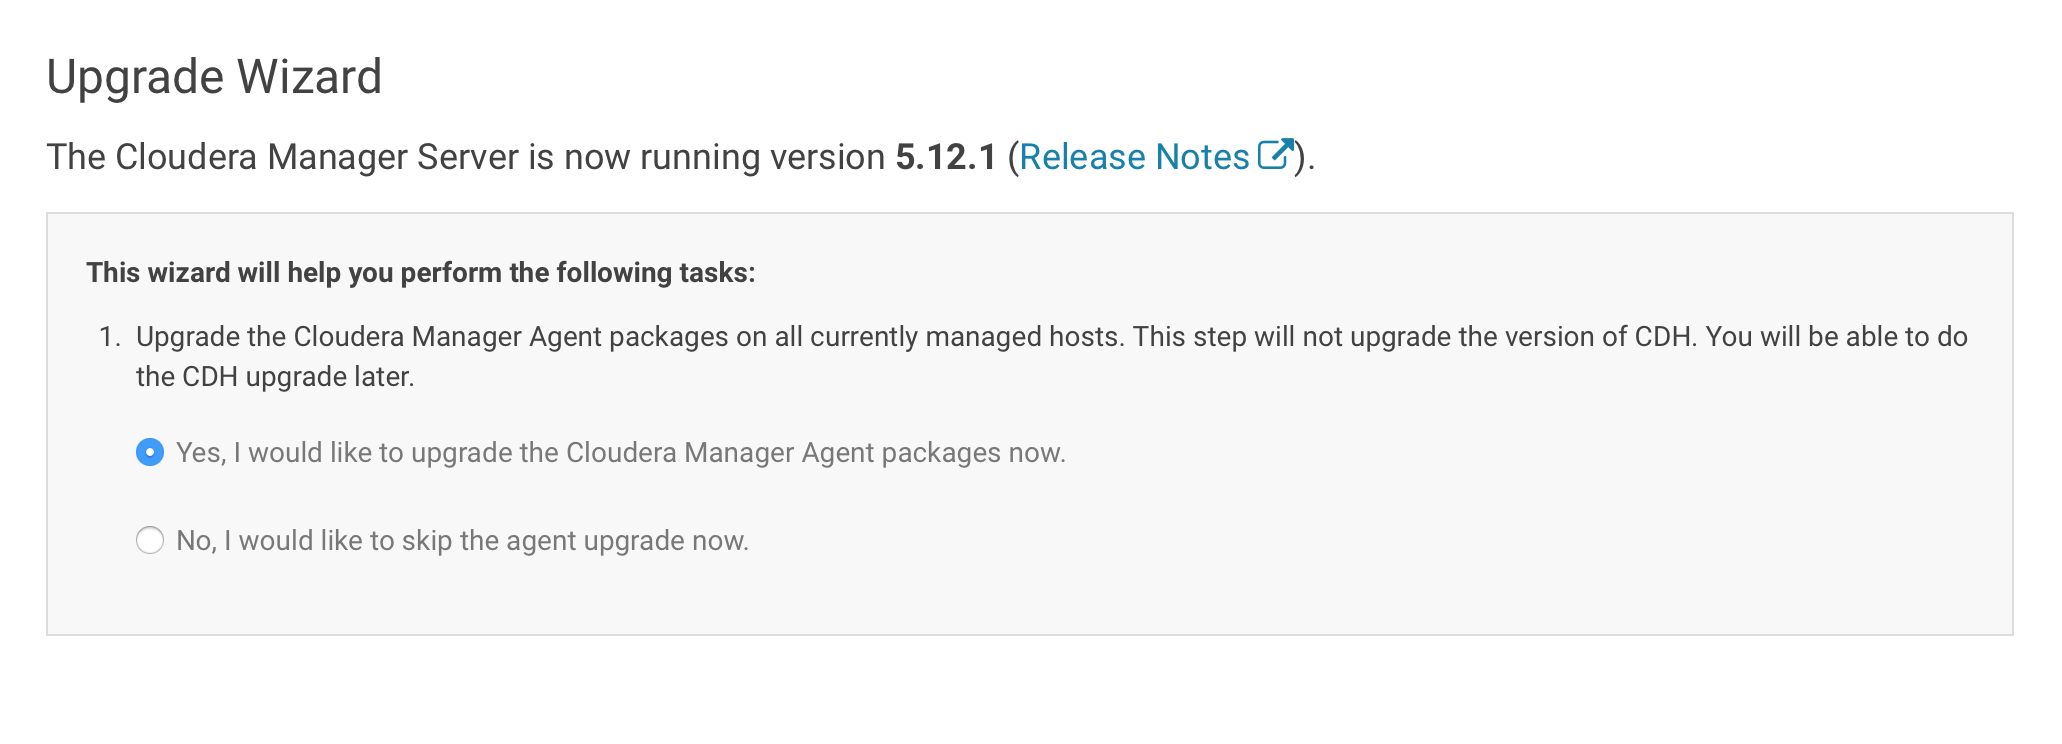 Upgrade Wizard
The Cloudera Manager Server is now running version 5.12.1 (Release Notes).
This wizard will help you perform the following tasks:
1. Upgrade the Cloudera Manager Agent packages on all currently managed hosts. This step will not upgrade the version of CDH. You will be able to do
the CDH upgrade later.
Yes, I would like to upgrade the Cloudera Manager Agent packages now.
No, I would like to skip the agent upgrade now.